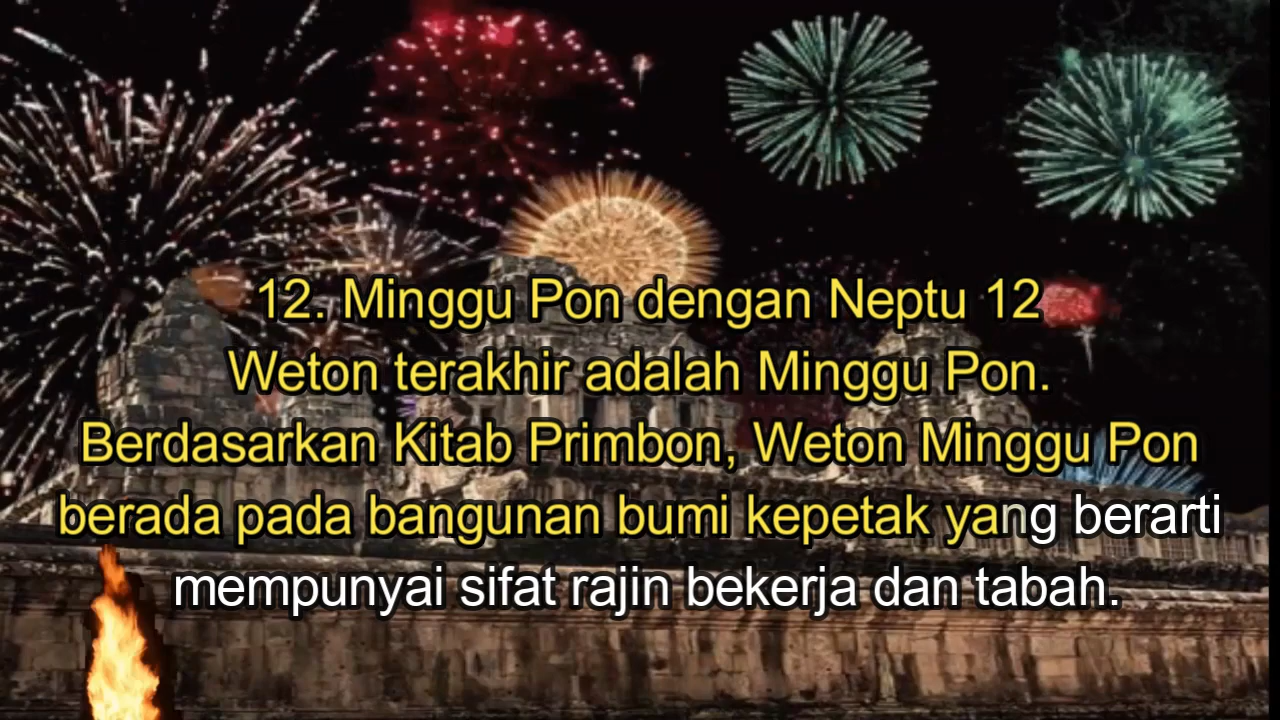 12. Minggu Pon dengan Neptu 12
Weton terakhir adalah Minggu Pon.
Berdasarkan Kitab Primbon, Weton Minggu Pon
berada pada bangunan bumi kepetak yang berarti
mempunyai sifat rajin bekerja dan tabah.